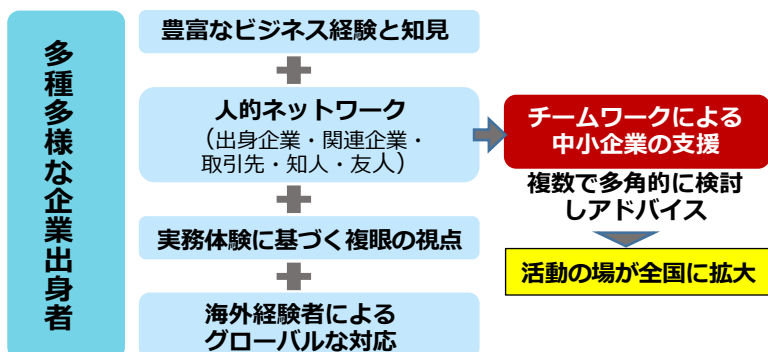 多種多様な企業出身者
豊富なビジネス経験と知見
人的ネットワーク
（出身企業・関連企業・
取引先・知人・友人）
実務体験に基づく複眼の視点
海外経験者による
グローバルな対応
チームワークによる
中小企業の支援
複数で多角的に検討
しアドバイス
活動の場が全国に拡大